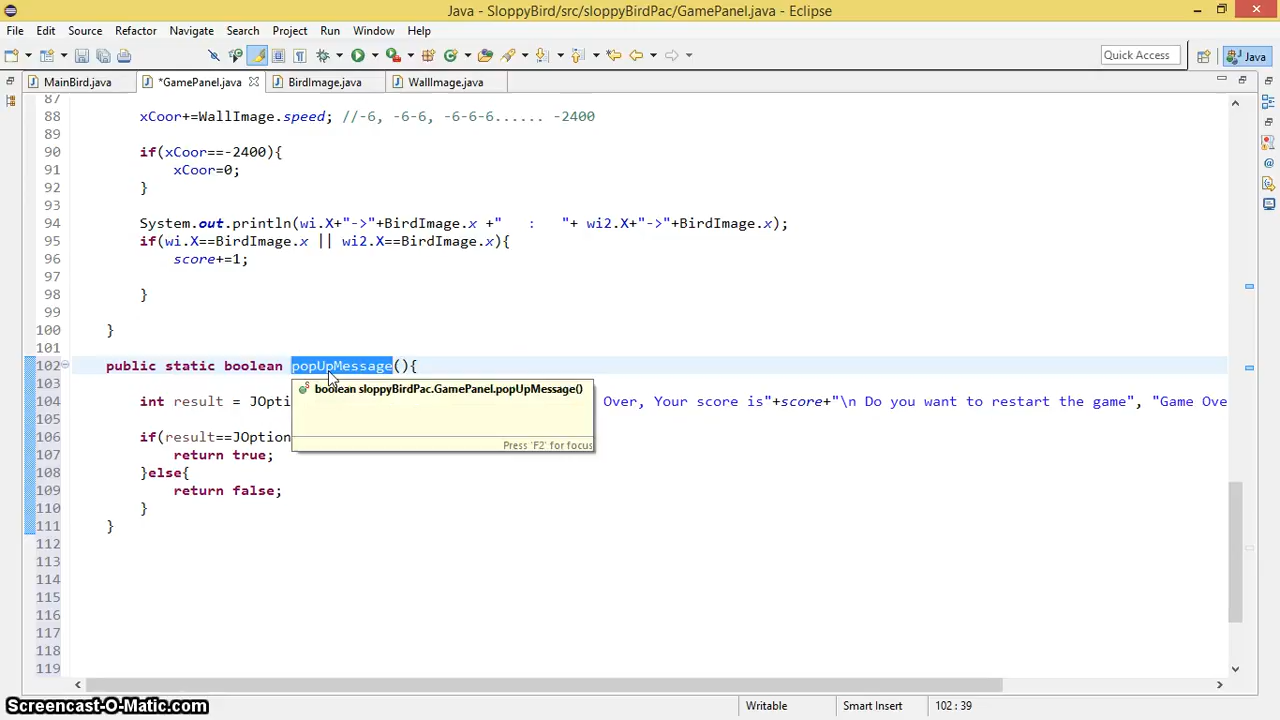 Java - SloppyBird/src/sloppyBirdPac/GamePanel.java - Eclipse
File Edit Source Refactor Navigate Search Project Run Window Help
Quick Access Java
MainBird.java *GamePanel.java BirdImage.java WallImage.java
87
88 xCoor+=WallImage.speed; //-6, -6-6, -6-6-6...... -2400
89
90 if(xCoor==-2400){
91 xCoor=0;
92 }
93
94 System.out.println(wi.X+"->"+BirdImage.x +" : "+ wi2.X+"->"+BirdImage.x);
95 if(wi.X==BirdImage.x || wi2.X==BirdImage.x){
96 score+=1;
97
98 }
99
100 }
101
102 public static boolean popUpMessage(){
103 boolean sloppyBirdPac.GamePanel.popUpMessage()
104 int result = JOpti Over, Your score is"+score+"\n Do you want to restart the game", "Game Ove
105
106 if(result==JOption Press 'F2' for focus
107 return true;
108 }else{
109 return false;
110 }
111 }
112
113
114
115
116
117
118
119
Writable Smart Insert 102 : 39
Screencast-O-Matic.com